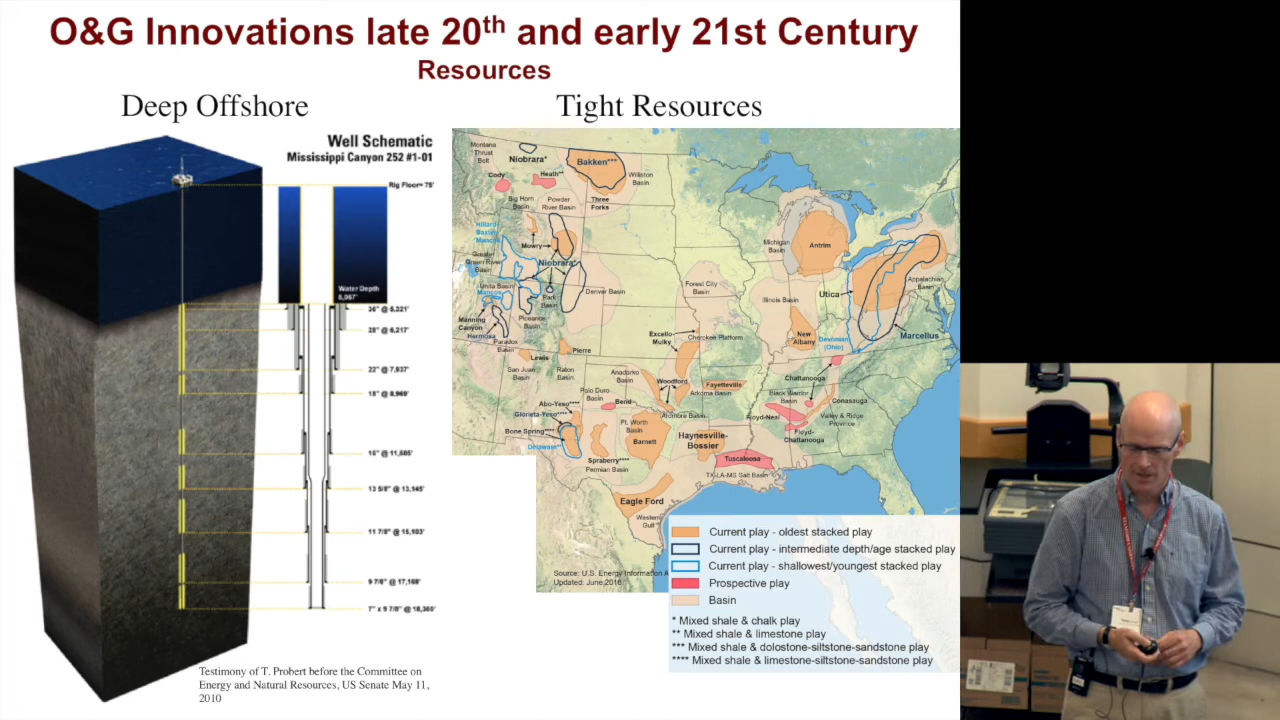 O&G Innovations late 20th and early 21st Century
Resources
Deep Offshore
Tight Resources
Well Schematic
Mississippi Canyon 252 #1-01
Rig Floor= 75'
Water Depth
5,067'
36" @ 5,321'
28" @ 6,217'
22" @ 7,937'
18" @ 8,969'
16" @ 11,585'
13 5/8" @ 13,145'
11 7/8" @ 15,103'
9 7/8" @ 17,168'
7" x 9 7/8" @ 18,360'
Testimony of T. Probert before the Committee on
Energy and Natural Resources, US Senate May 11,
2010
Montana
Thrust
Belt
Niobrara*
Bakken***
Cody
Heath**
Williston
Basin
Big Horn
Basin
Powder
River Basin
Three
Forks
Hilliard-
Baxter-
Mancos
Mowry
Greater
Green River
Basin
Niobrara*
Uinta Basin
Mancos
Park
Basin
Denver Basin
Manning
Canyon
Piceance
Basin
Hermosa
Paradox
Basin
Lewis
Pierre
San Juan
Basin
Raton
Basin
Michigan
Basin
Antrim
Forest City
Basin
Illinois Basin
Utica
Appalachian
Basin
Marcellus
Excello-
Mulky
Cherokee Platform
New
Albany
Devonian
(Ohio)
Anadarko
Basin
Woodford
Fayetteville
Arkoma Basin
Chattanooga
Palo Duro
Basin
Bend
Black Warrior
Basin
Conasauga
Abo-Yeso****
Glorieta-Yeso****
Bone Spring****
Delaware
Ardmore Basin
Floyd-Neal
Valley & Ridge
Province
Floyd-
Chattanooga
Ft. Worth
Basin
Barnett
Haynesville-
Bossier
Spraberry****
Permian Basin
Tuscaloosa
TX-LA-MS Salt Basin
Eagle Ford
Western
Gulf
Source: U.S. Energy Information A
Updated: June 2016
Current play - oldest stacked play
Current play - intermediate depth/age stacked play
Current play - shallowest/youngest stacked play
Prospective play
Basin
* Mixed shale & chalk play
** Mixed shale & limestone play
*** Mixed shale & dolostone-siltstone-sandstone play
**** Mixed shale & limestone-siltstone-sandstone play